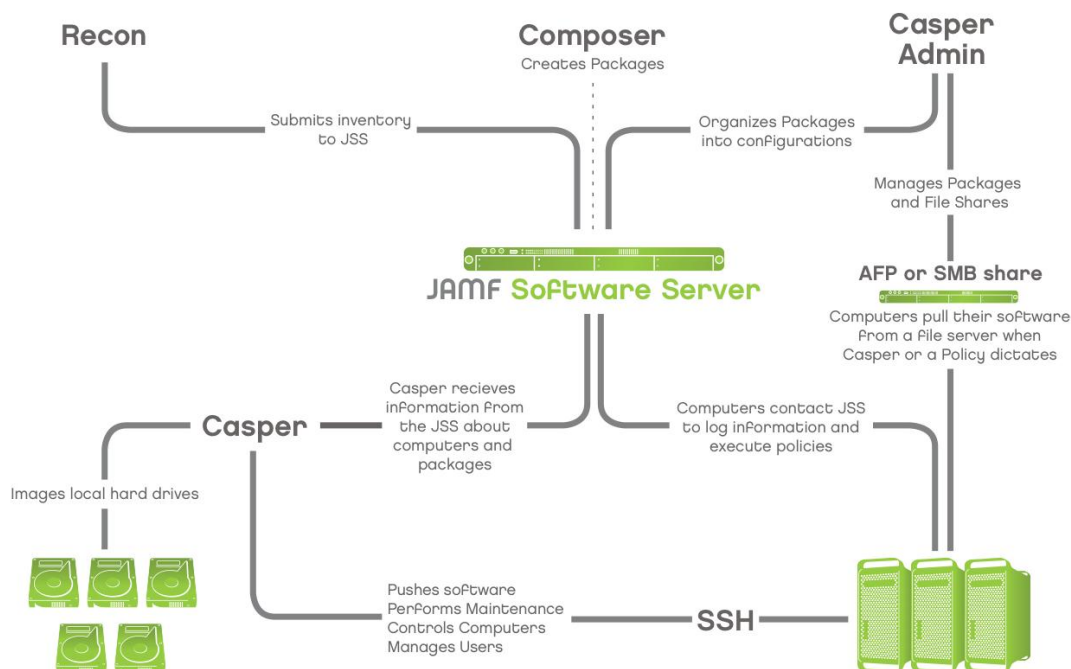 Recon
Composer
Creates Packages
Casper
Admin
Submits inventory
to JSS
Organizes Packages
into configurations
Manages Packages
and File Shares
JAMF Software Server
AFP or SMB share
Computers pull their software
from a file server when
Casper or a Policy dictates
Casper
Casper recieves
information from
the JSS about
computers and
packages
Computers contact JSS
to log information and
execute policies
Images local hard drives
Pushes software
Performs Maintenance
Controls Computers
Manages Users
SSH